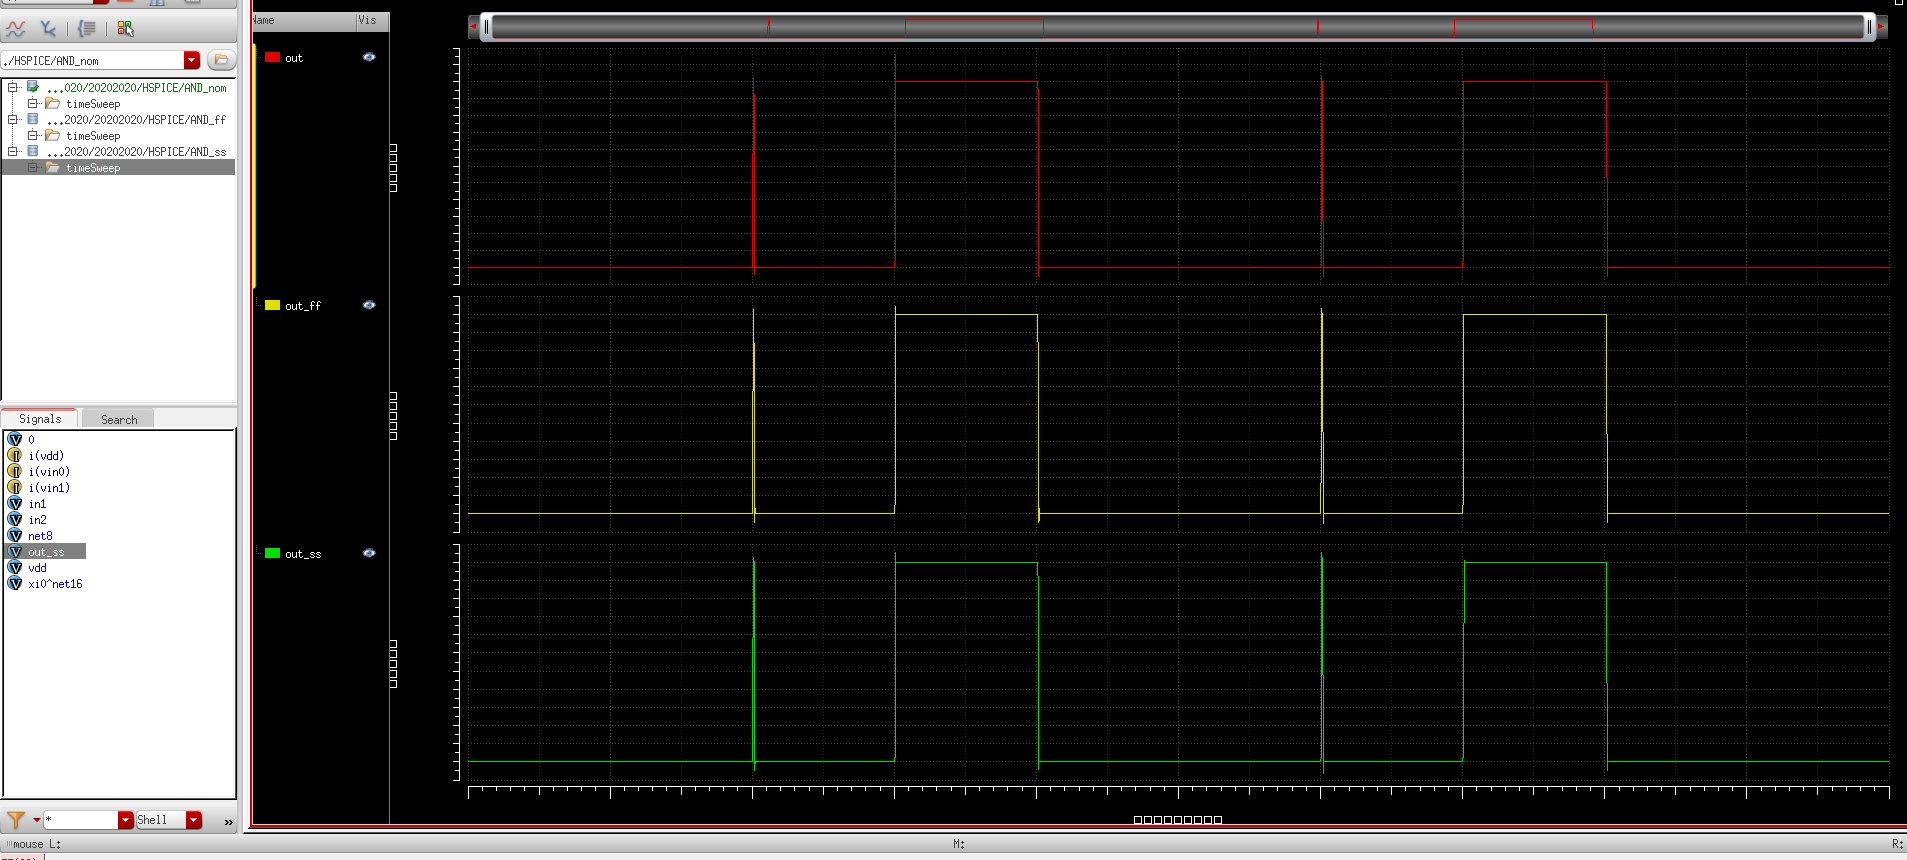 Name Vis
./HSPICE/AND_nom
...020/20202020/HSPICE/AND_nom
timeSweep
...2020/20202020/HSPICE/AND_ff
timeSweep
...2020/20202020/HSPICE/AND_ss
timeSweep
out
out_ff
out_ss
Signals Search
0
i(vdd)
i(vin0)
i(vin1)
in1
in2
net8
out_ss
vdd
xi0^net16
* Shell »
mouse L: M: R: